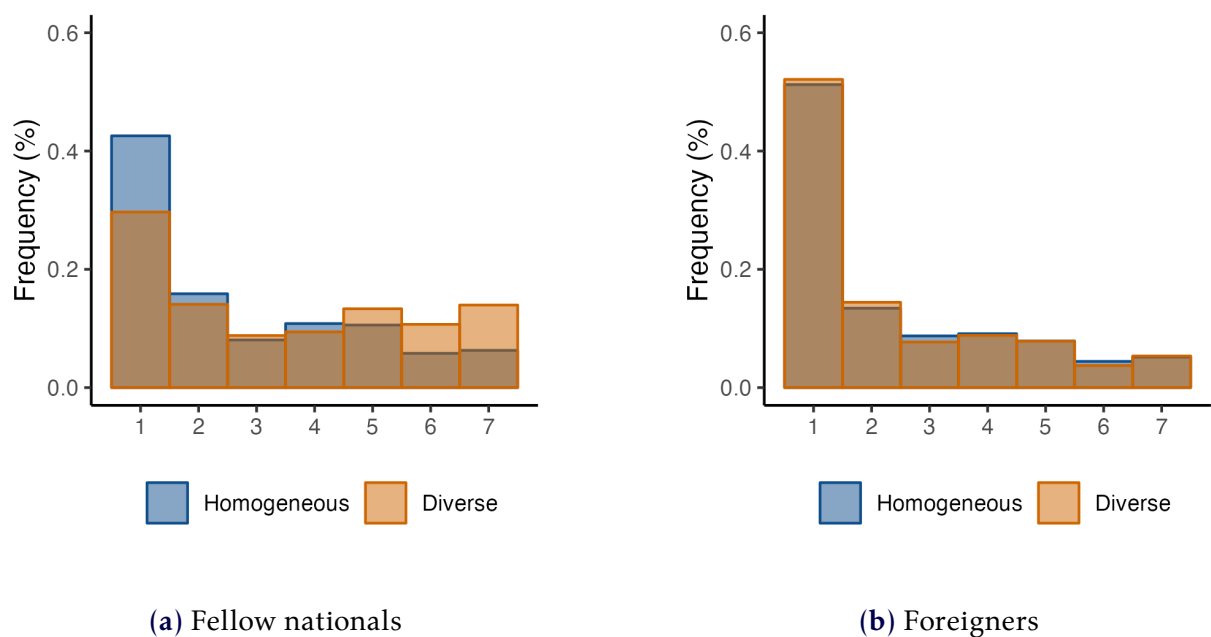 Frequency (%)
0.6
0.4
0.2
0.0
1 2 3 4 5 6 7
Homogeneous Diverse
(a) Fellow nationals
Frequency (%)
0.6
0.4
0.2
0.0
1 2 3 4 5 6 7
Homogeneous Diverse
(b) Foreigners